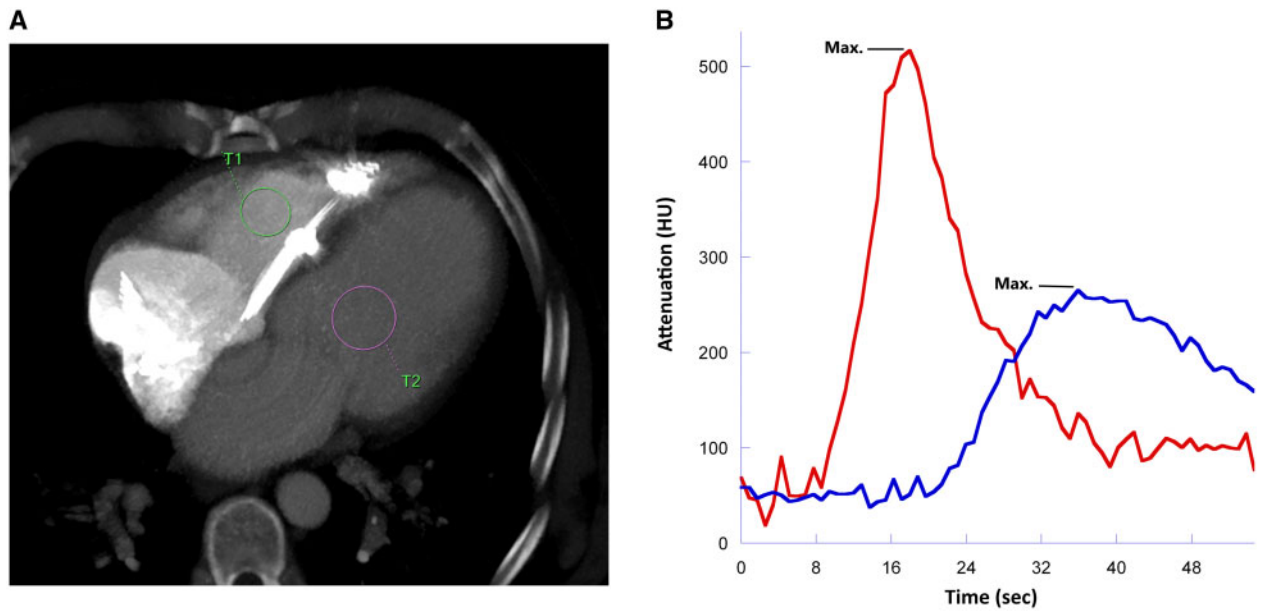 A
T1
T2
B
Max.
Max.
500
400
300
200
100
0
Attenuation (HU)
0 8 16 24 32 40 48
Time (sec)